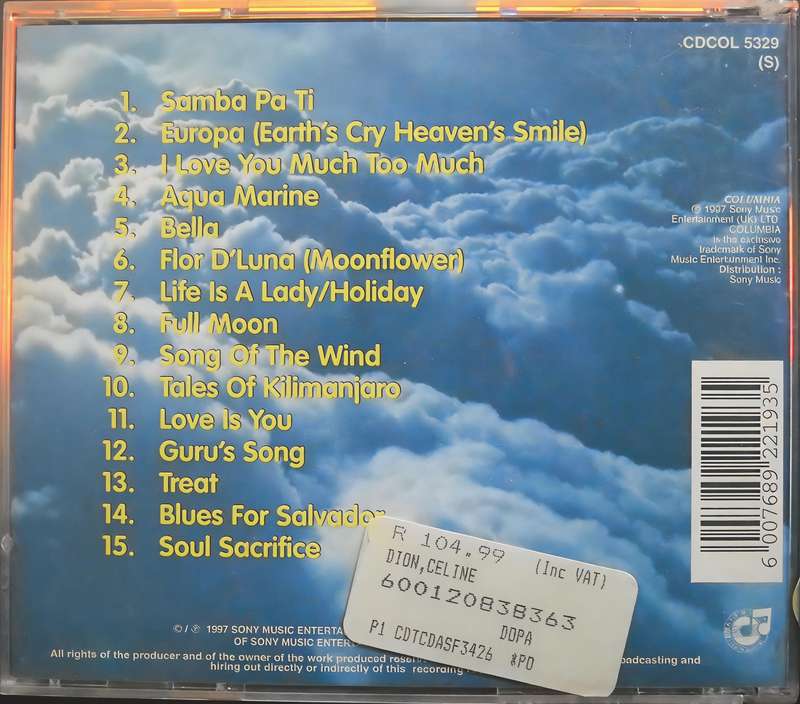 CDCOL 5329
(S)
1. Samba Pa Ti
2. Europa (Earth's Cry Heaven's Smile)
3. I Love You Much Too Much
4. Aqua Marine
5. Bella
6. Flor D'Luna (Moonflower)
7. Life Is A Lady/Holiday
8. Full Moon
9. Song Of The Wind
10. Tales Of Kilimanjaro
11. Love Is You
12. Guru's Song
13. Treat
14. Blues For Salvador
15. Soul Sacrifice
COLUMBIA
℗ 1997 Sony Music
Entertainment (UK) LTD.
COLUMBIA
is the exclusive
trademark of Sony
Music Entertainment Inc.
Distribution :
Sony Music
6 007689 221935
R 104.99 (Inc VAT)
DION,CELINE
600120838363
DOPA
P1 CDTCDASF3426 *PD
© / ℗ 1997 SONY MUSIC
OF SONY MUSIC
All rights of the producer and of the owner of the work produced
hiring out directly or indirectly of this recording
broadcasting and